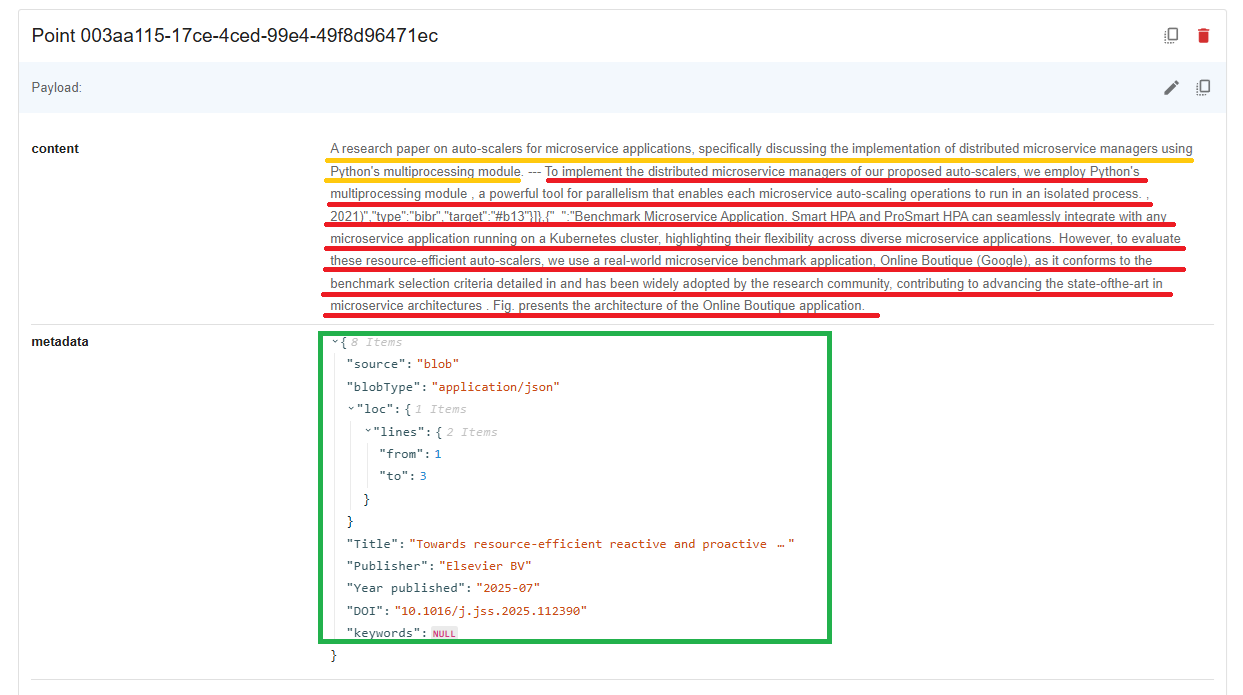 Point 003aa115-17ce-4ced-99e4-49f8d96471ec
Payload:
content
A research paper on auto-scalers for microservice applications, specifically discussing the implementation of distributed microservice managers using
Python's multiprocessing module. --- To implement the distributed microservice managers of our proposed auto-scalers, we employ Python's
multiprocessing module , a powerful tool for parallelism that enables each microservice auto-scaling operations to run in an isolated process. ,
2021)","type":"bibr","target":"#b13"}]},{"_":"Benchmark Microservice Application. Smart HPA and ProSmart HPA can seamlessly integrate with any
microservice application running on a Kubernetes cluster, highlighting their flexibility across diverse microservice applications. However, to evaluate
these resource-efficient auto-scalers, we use a real-world microservice benchmark application, Online Boutique (Google), as it conforms to the
benchmark selection criteria detailed in and has been widely adopted by the research community, contributing to advancing the state-ofthe-art in
microservice architectures . Fig. presents the architecture of the Online Boutique application.
metadata
{ 8 Items
"source": "blob"
"blobType": "application/json"
"loc": { 1 Items
"lines": { 2 Items
"from": 1
"to": 3
}
}
"Title": "Towards resource-efficient reactive and proactive …"
"Publisher": "Elsevier BV"
"Year published": "2025-07"
"DOI": "10.1016/j.jss.2025.112390"
"keywords": NULL
}